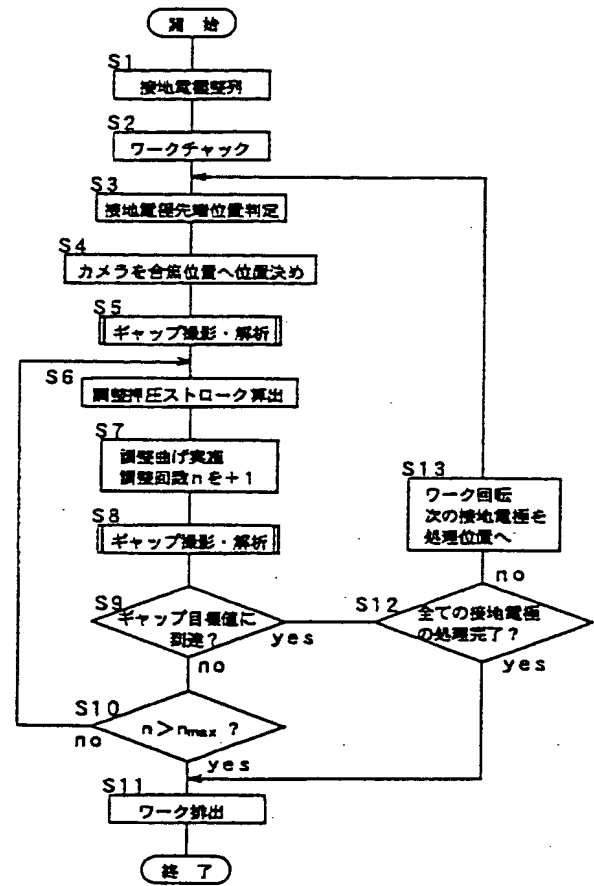 開 始
S1
接地電極整列
S2
ワークチャック
S3
接地電極先端位置判定
S4
カメラを合焦位置へ位置決め
S5
ギャップ撮影・解析
S6
調整押圧ストローク算出
S7
調整曲げ実施
調整回数nを+1
S8
ギャップ撮影・解析
S9
ギャップ目標値に
到達?
yes
no
S10
n>nmax ?
no
yes
S11
ワーク排出
終 了
S12
全ての接地電極
の処理完了?
no
yes
S13
ワーク回転
次の接地電極を
処理位置へ